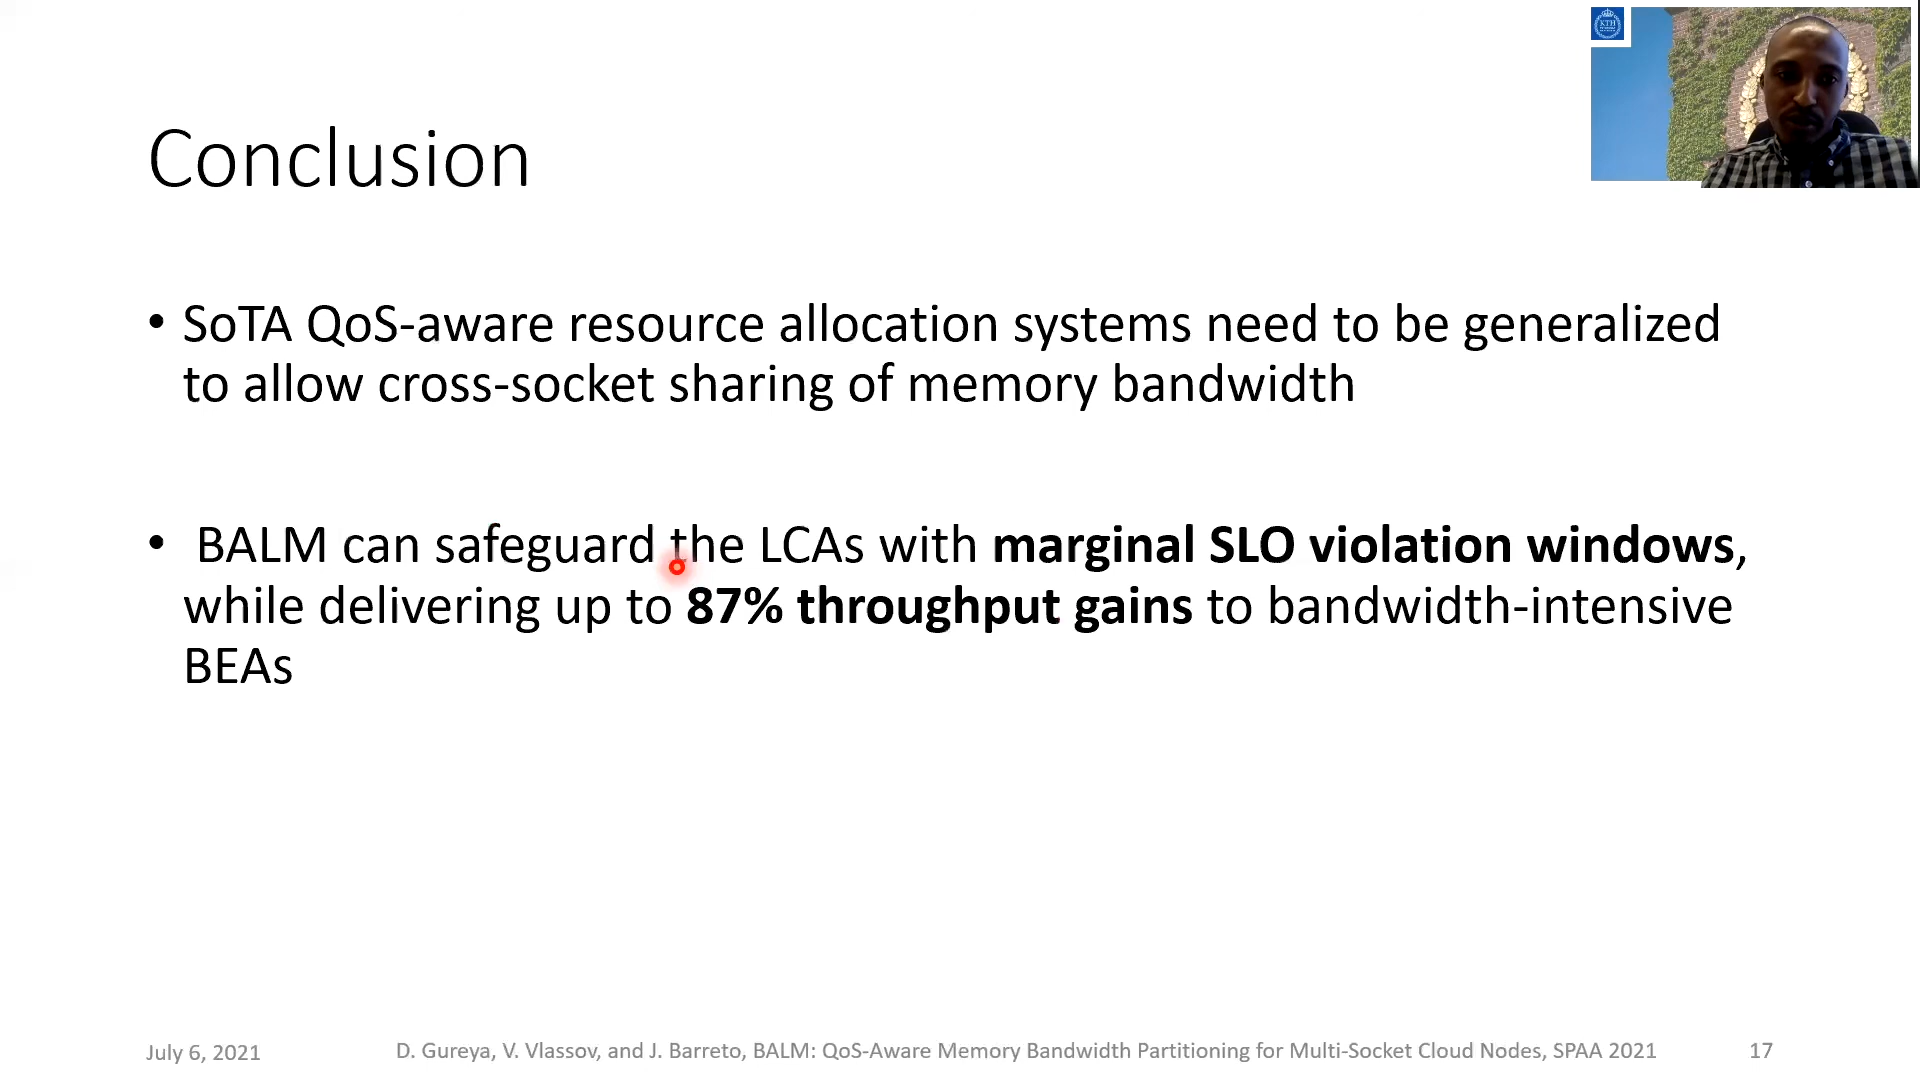 KTH
Conclusion
• SoTA QoS-aware resource allocation systems need to be generalized
to allow cross-socket sharing of memory bandwidth
• BALM can safeguard the LCAs with marginal SLO violation windows,
while delivering up to 87% throughput gains to bandwidth-intensive
BEAs
July 6, 2021
D. Gureya, V. Vlassov, and J. Barreto, BALM: QoS-Aware Memory Bandwidth Partitioning for Multi-Socket Cloud Nodes, SPAA 2021
17